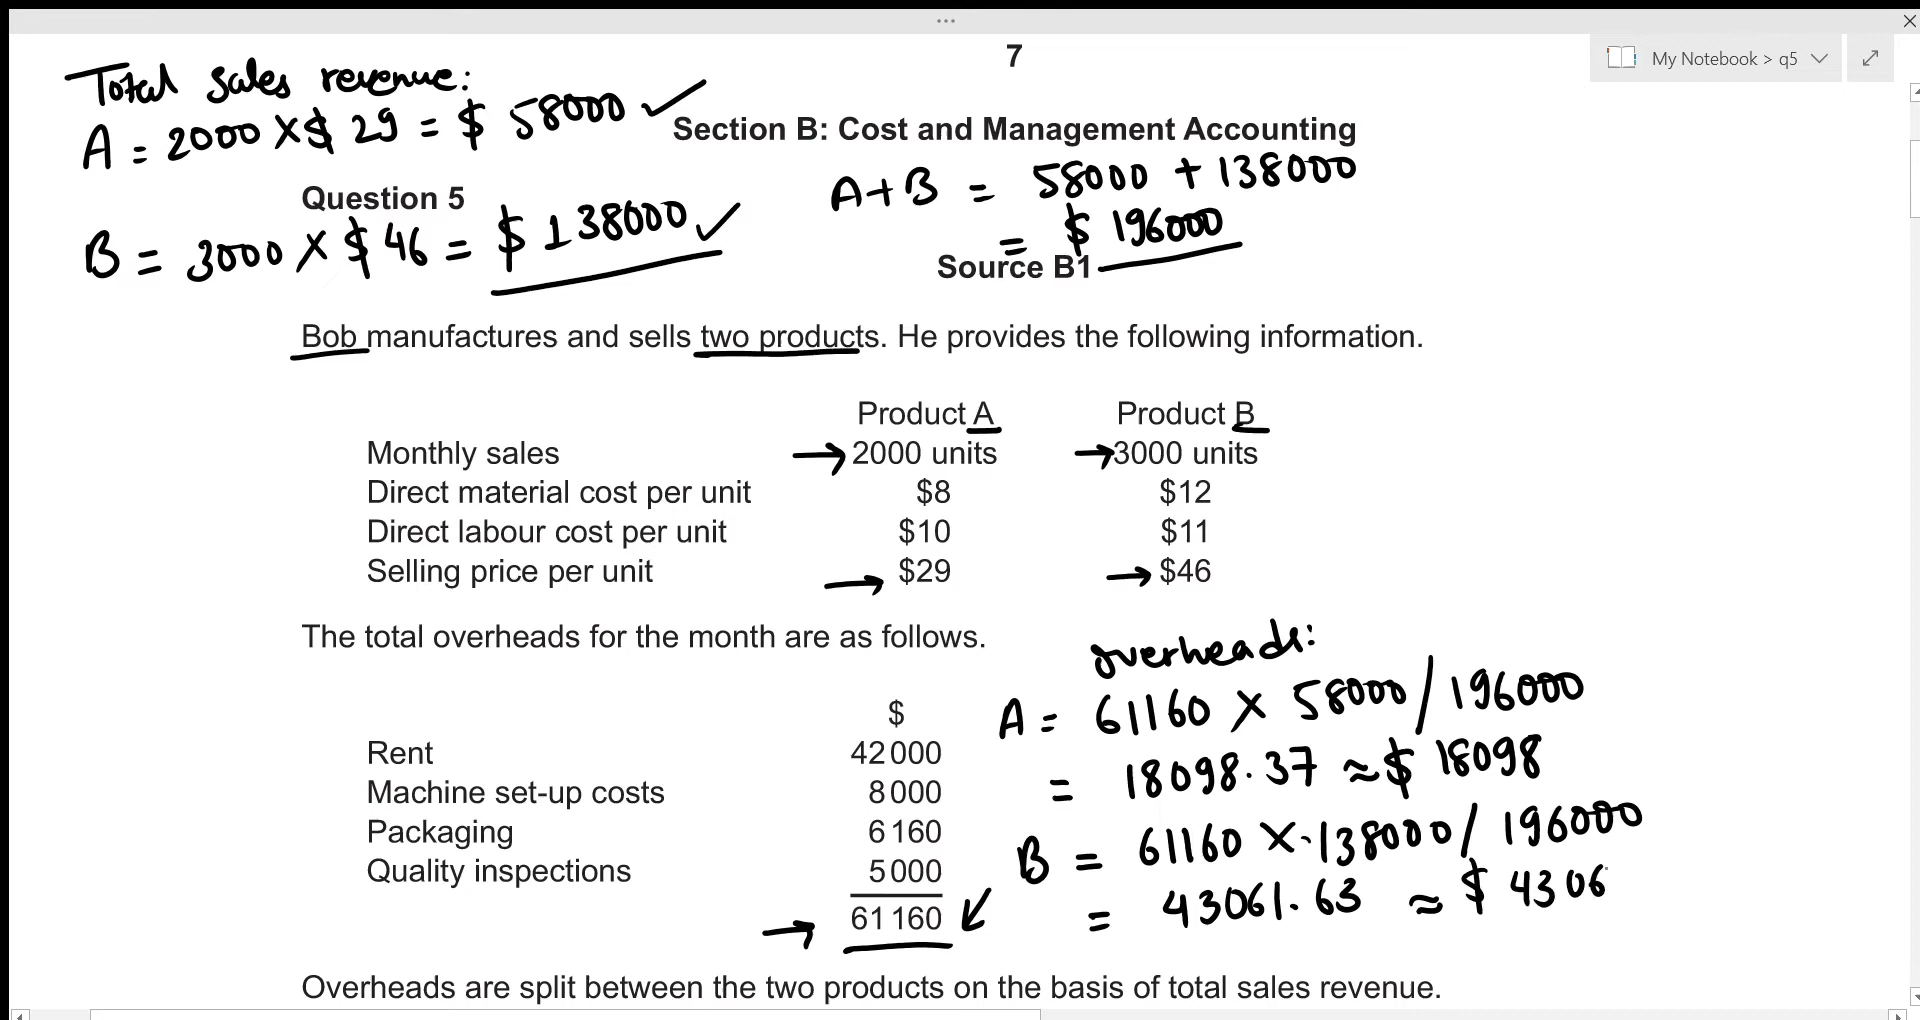 7
My Notebook > q5
Total sales revenue:
A = 2000 X $ 29 = $ 58000 ✓
Section B: Cost and Management Accounting
A+B = 58000 + 138000
Question 5
= $ 196000
B = 3000 X $ 46 = $ 138000 ✓
Source B1
Bob manufactures and sells two products. He provides the following information.
Product A Product B
Monthly sales → 2000 units → 3000 units
Direct material cost per unit $8 $12
Direct labour cost per unit $10 $11
Selling price per unit → $29 → $46
The total overheads for the month are as follows.
overheads:
$
A = 61160 X 58000 / 196000
Rent 42 000
= 18098.37 ≈ $ 18098
Machine set-up costs 8 000
Packaging 6 160
B = 61160 X 138000 / 196000
Quality inspections 5 000
= 43061.63 ≈ $ 4306
→ 61 160
Overheads are split between the two products on the basis of total sales revenue.